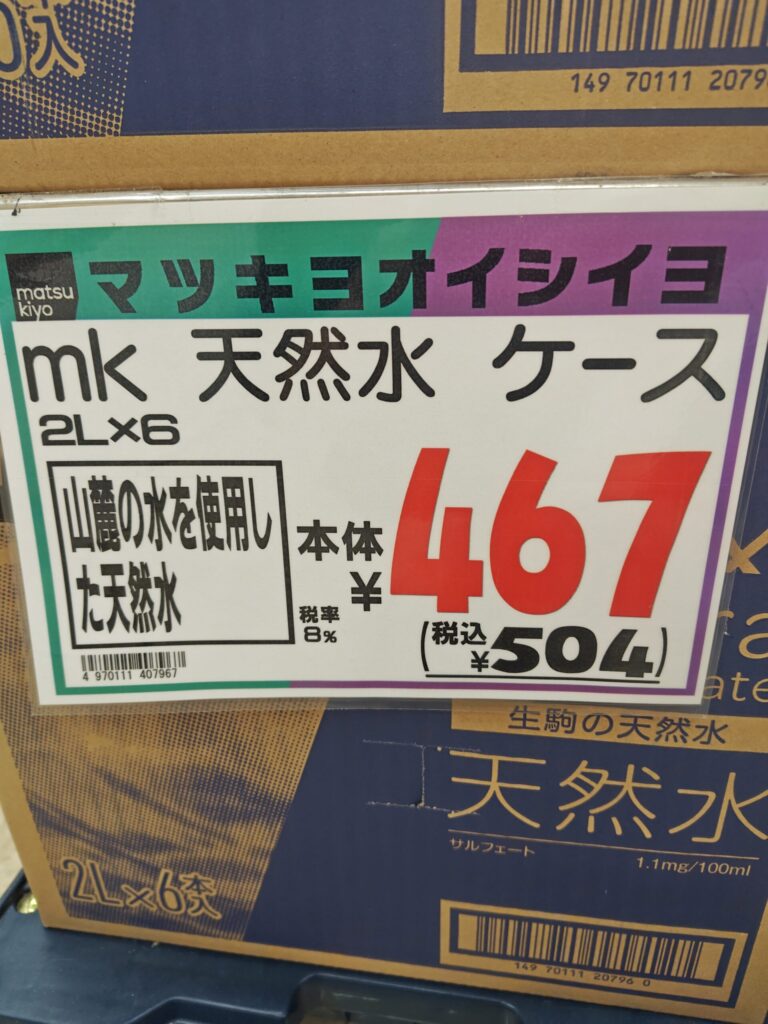 149 70111 2079
matsu
kiyo
マツキヨオイシイヨ
mk 天然水 ケース
2L×6
山麓の水を使用し
た天然水
本体
¥467
税率
8%
(税込
¥504)
4 970111 407967
生駒の天然水
天然水
サルフェート
1.1mg/100ml
2L×6本入
149 70111 20796 0